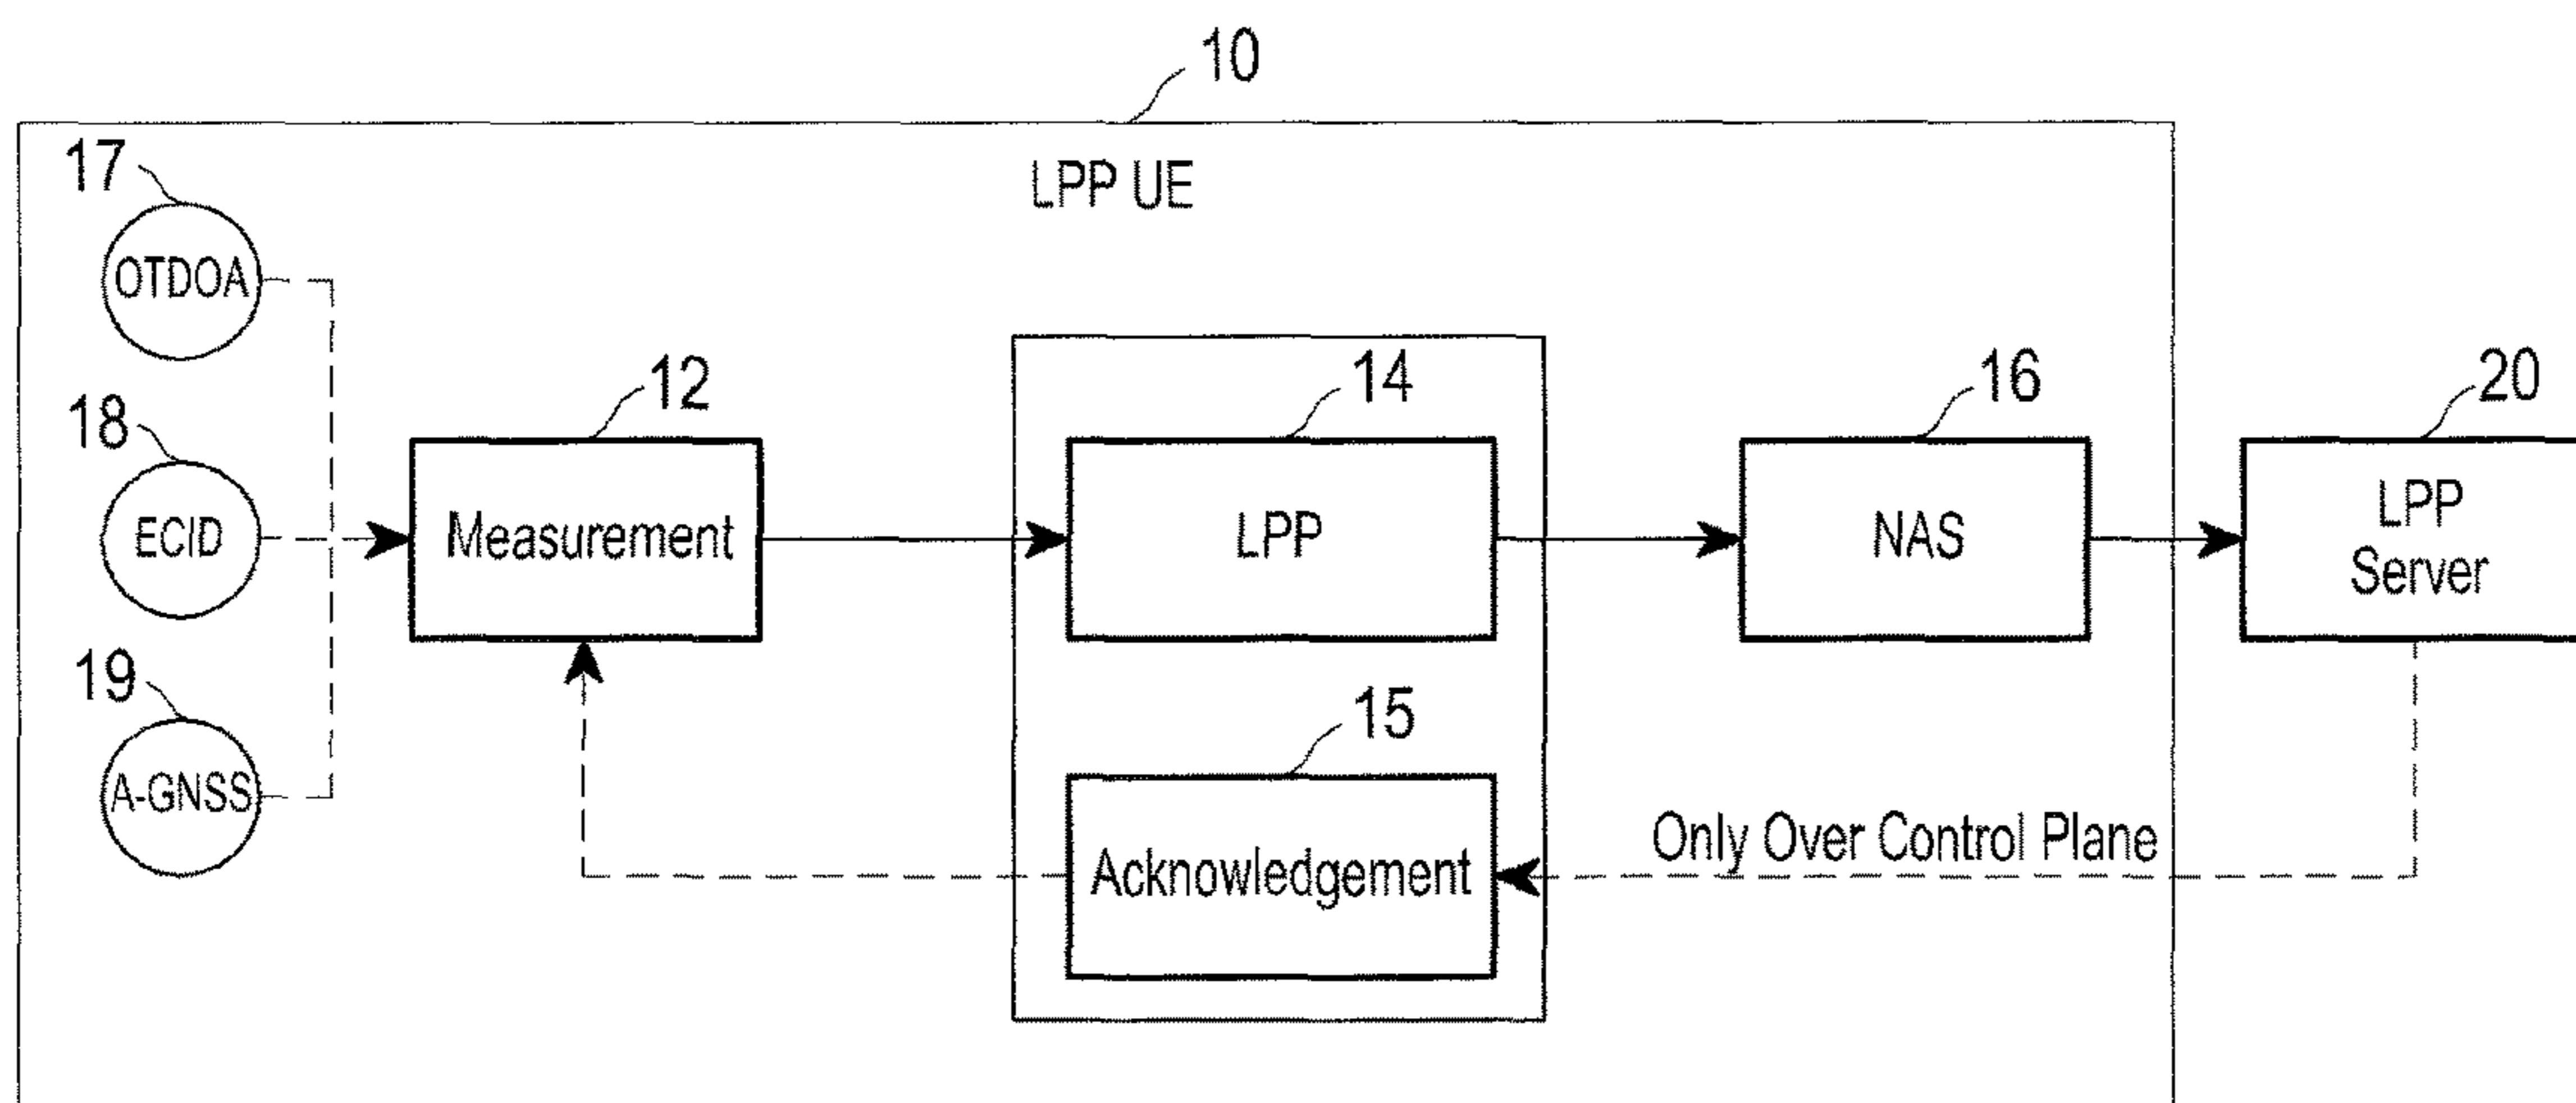 10
LPP UE
17
OTDOA
12
14
16
20
18
ECID
Measurement
LPP
NAS
LPP
Server
19
A-GNSS
15
Acknowledgement
Only Over Control Plane